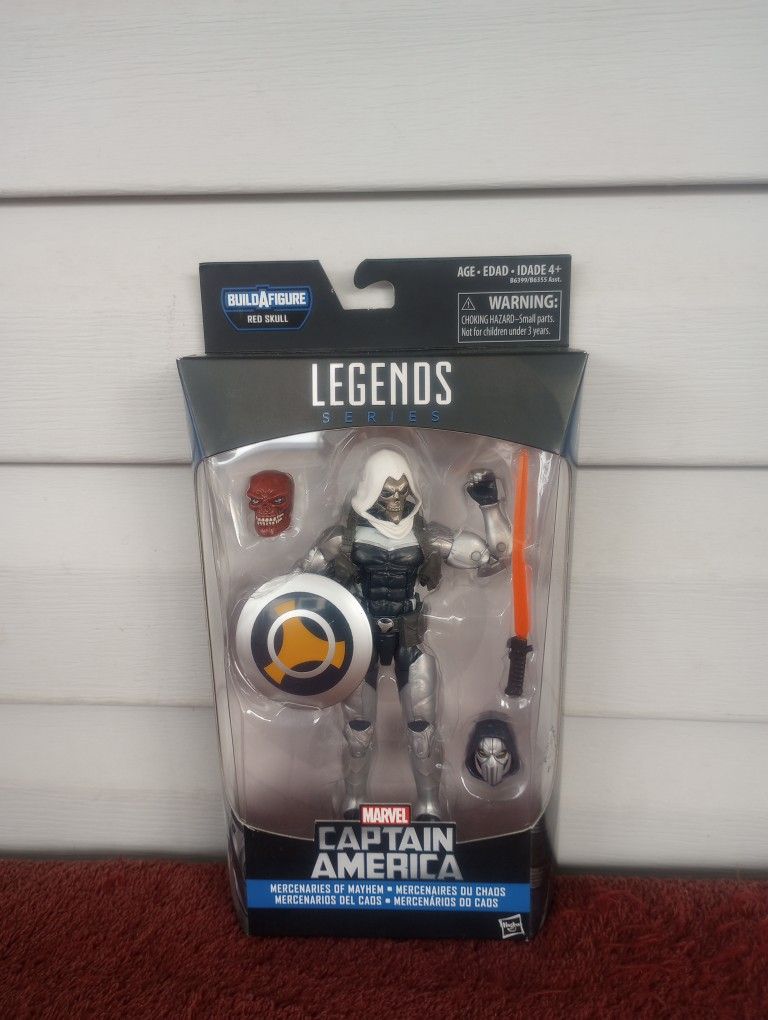 BUILDAFIGURE
RED SKULL
AGE • EDAD • IDADE 4+
B6399/B6355 Asst.
WARNING:
CHOKING HAZARD–Small parts.
Not for children under 3 years.
LEGENDS
SERIES
MARVEL
CAPTAIN
AMERICA
MERCENARIES OF MAYHEM • MERCENAIRES DU CHAOS
MERCENARIOS DEL CAOS • MERCENÁRIOS DO CAOS
Hasbro